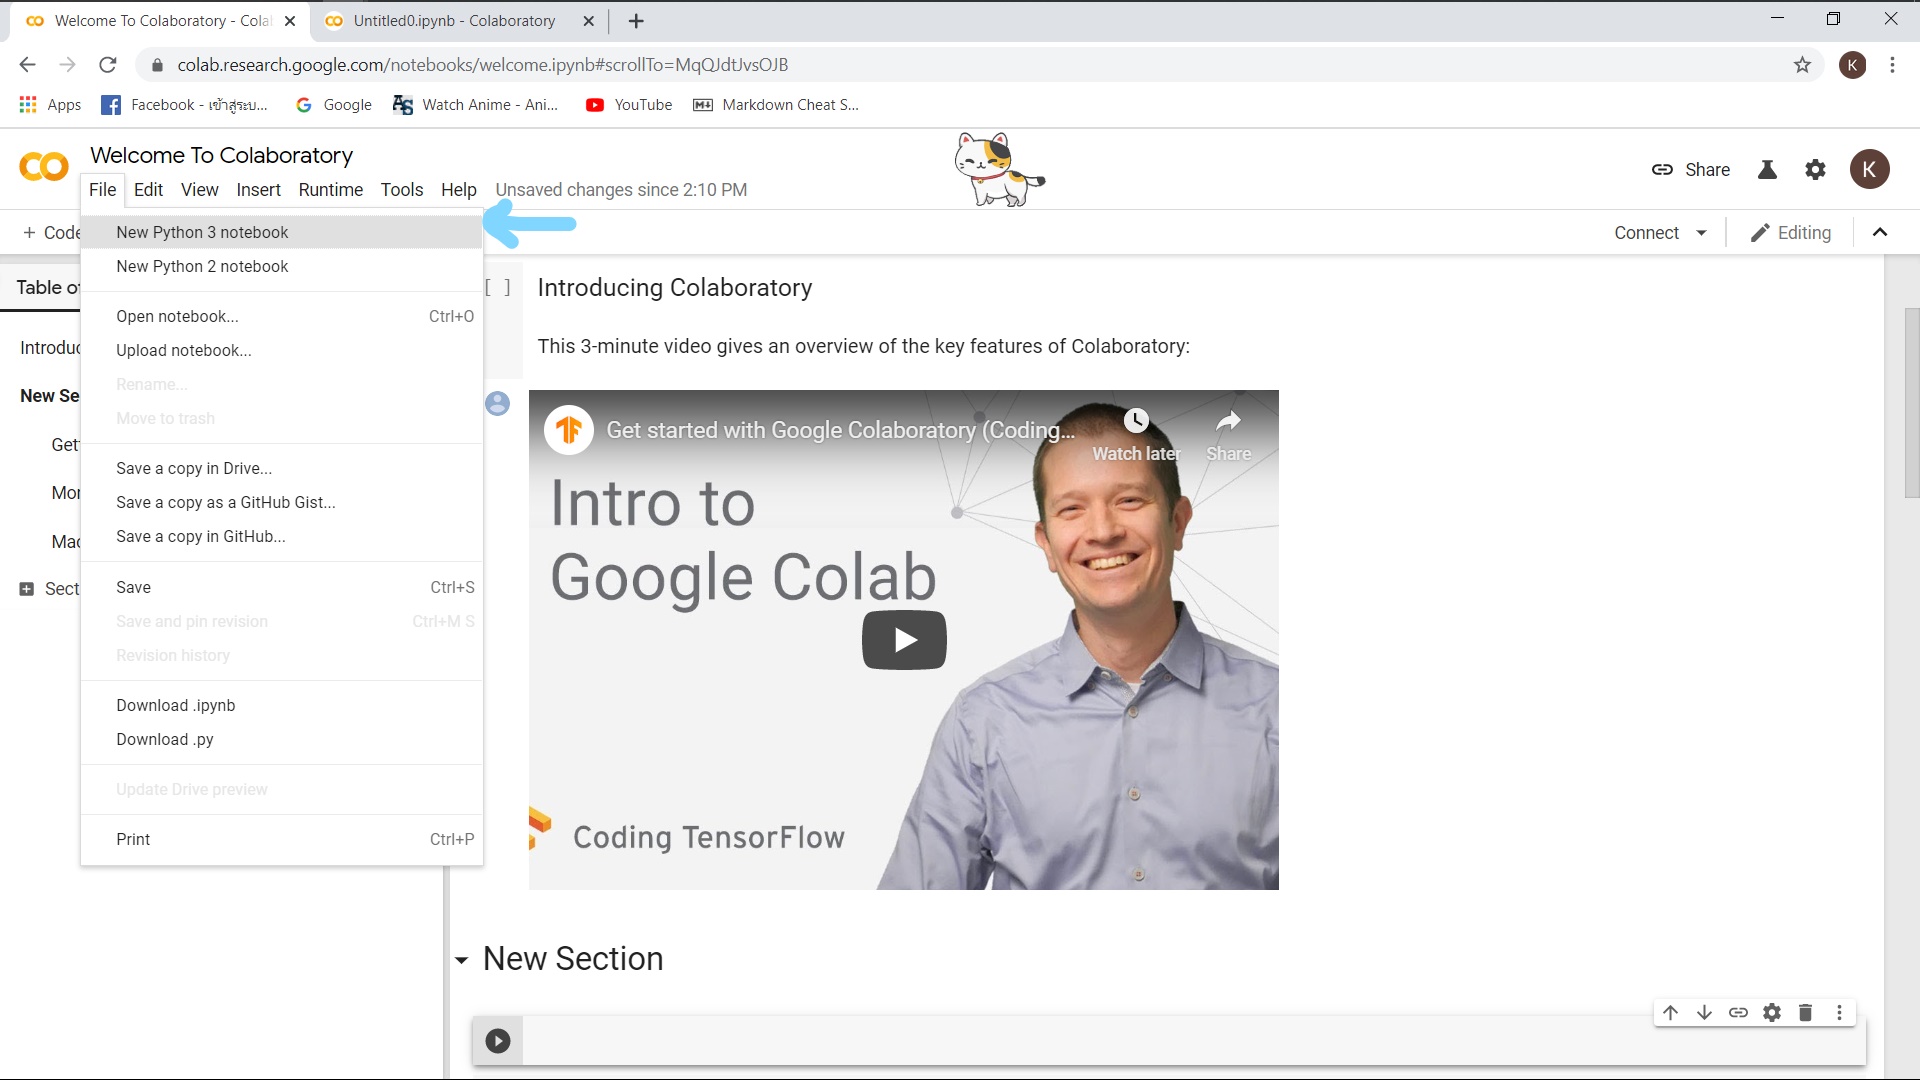 Welcome To Colaboratory - Cola
Untitled0.ipynb - Colaboratory
colab.research.google.com/notebooks/welcome.ipynb#scrollTo=MqQJdtJvsOJB
K
Apps
Facebook - เข้าสู่ระบ...
Google
Watch Anime - Ani...
YouTube
Markdown Cheat S...
Welcome To Colaboratory
File Edit View Insert Runtime Tools Help Unsaved changes since 2:10 PM
Share
K
+ Code
Connect
Editing
New Python 3 notebook
New Python 2 notebook
Open notebook... Ctrl+O
Upload notebook...
Rename...
Move to trash
Save a copy in Drive...
Save a copy as a GitHub Gist...
Save a copy in GitHub...
Save Ctrl+S
Save and pin revision Ctrl+M S
Revision history
Download .ipynb
Download .py
Update Drive preview
Print Ctrl+P
Table of
Introduc
New Se
Gett
Mor
Mac
Sect
[ ]
Introducing Colaboratory
This 3-minute video gives an overview of the key features of Colaboratory:
Get started with Google Colaboratory (Coding...
Watch later
Share
Intro to
Google Colab
Coding TensorFlow
New Section